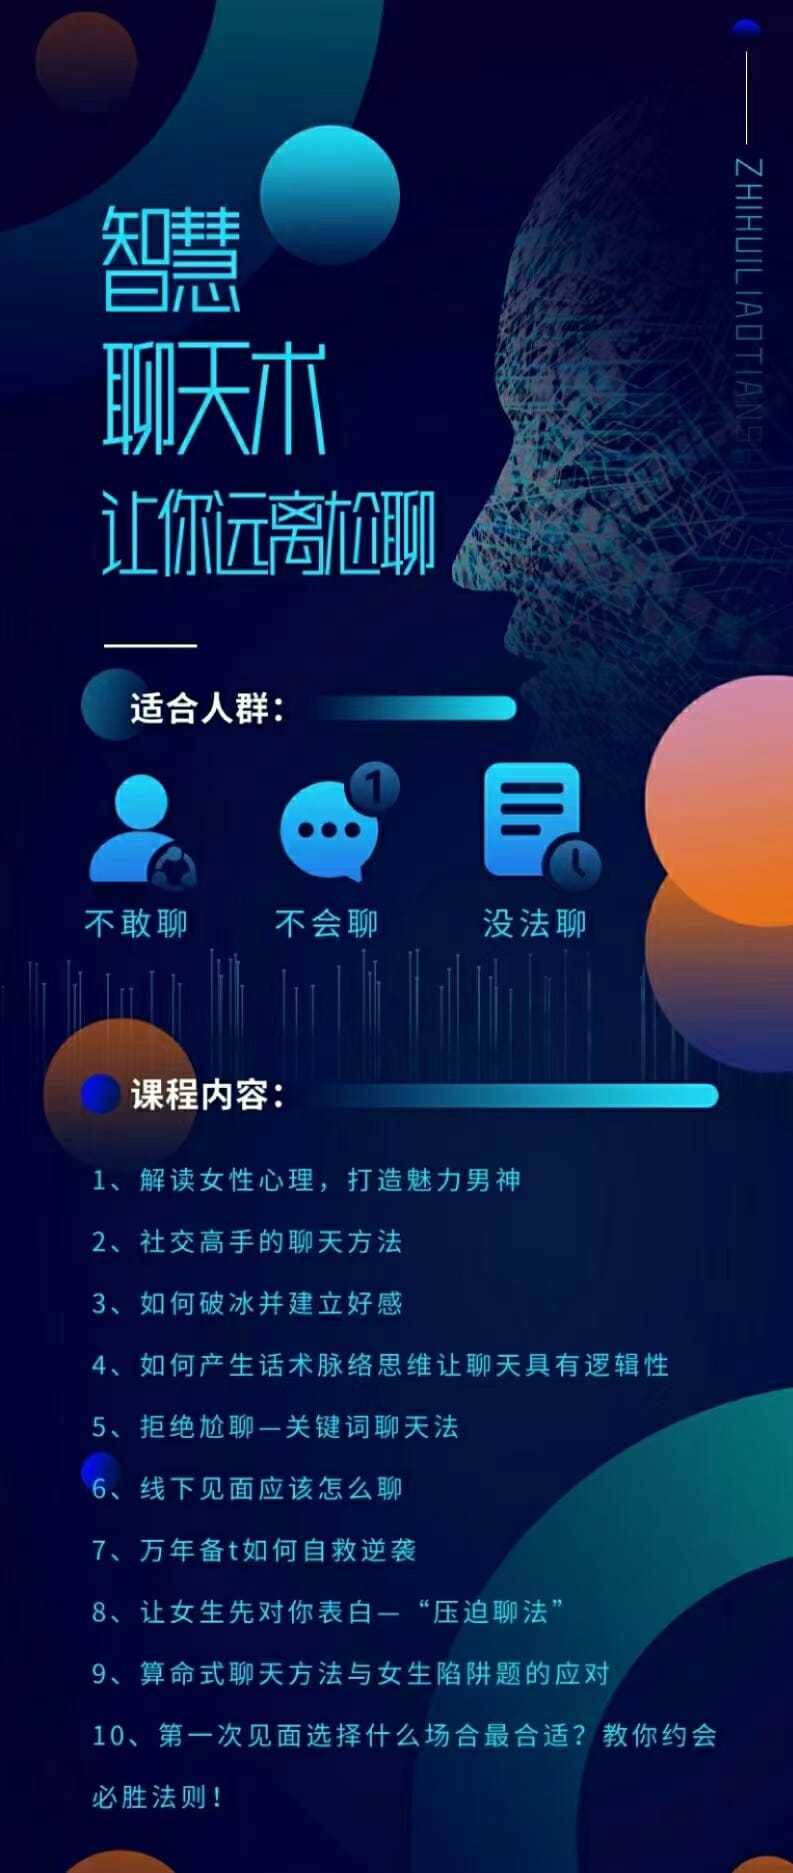 智慧
聊天术
让你远离尬聊
ZHIHUILIAOTIANS
适合人群：
1
不敢聊
不会聊
没法聊
课程内容：
1、解读女性心理，打造魅力男神
2、社交高手的聊天方法
3、如何破冰并建立好感
4、如何产生话术脉络思维让聊天具有逻辑性
5、拒绝尬聊—关键词聊天法
6、线下见面应该怎么聊
7、万年备t如何自救逆袭
8、让女生先对你表白—“压迫聊法”
9、算命式聊天方法与女生陷阱题的应对
10、第一次见面选择什么场合最合适？教你约会
必胜法则！